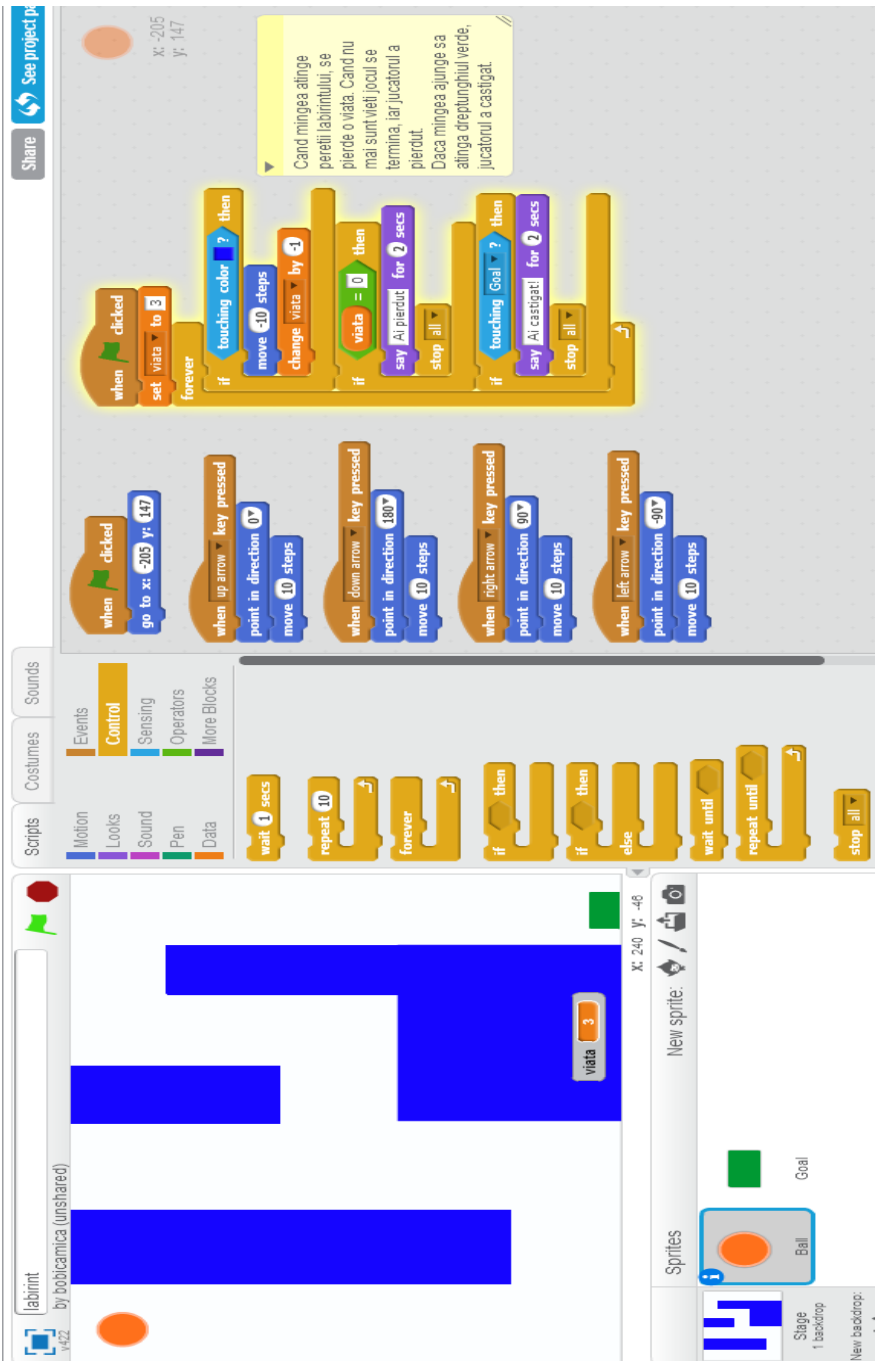 labirint
by bobicamica (unshared)
v422
Share
See project pa
Scripts
Costumes
Sounds
Motion
Looks
Sound
Pen
Data
Events
Control
Sensing
Operators
More Blocks
wait 1 secs
repeat 10
forever
if then
if then
else
wait until
repeat until
stop all
when clicked
go to x: -205 y: 147
when up arrow key pressed
point in direction 0
move 10 steps
when down arrow key pressed
point in direction 180
move 10 steps
when right arrow key pressed
point in direction 90
move 10 steps
when left arrow key pressed
point in direction -90
move 10 steps
when clicked
set viata to 3
forever
if touching color ? then
move -10 steps
change viata by -1
if viata = 0 then
say Ai pierdut for 2 secs
stop all
if touching Goal ? then
say Ai castigat! for 2 secs
stop all
Cand mingea atinge
peretii labirintului, se
pierde o viata. Cand nu
mai sunt vieti jocul se
termina, iar jucatorul a
pierdut.
Daca mingea ajunge sa
atinga dreptunghiul verde,
jucatorul a castigat.
x: -205
y: 147
viata 3
x: 240 y: -46
Sprites
New sprite:
Stage
1 backdrop
New backdrop:
Ball
Goal